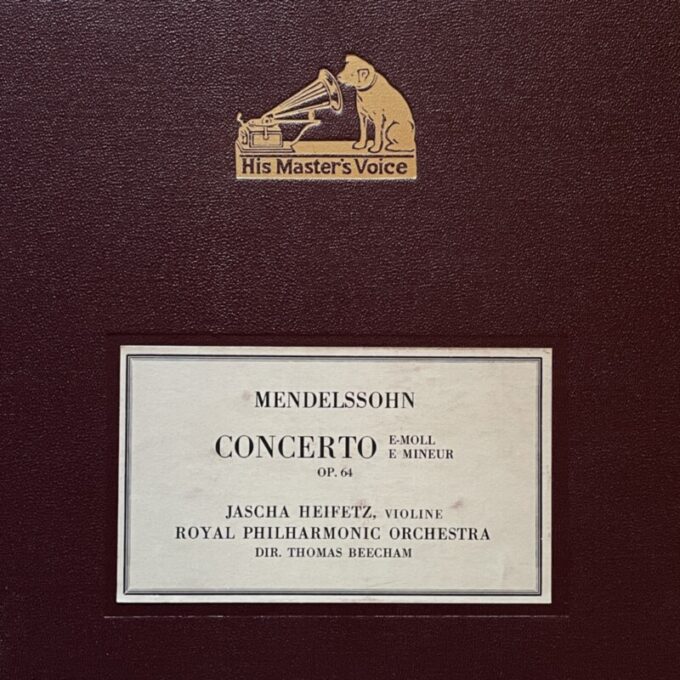 His Master's Voice
MENDELSSOHN
CONCERTO E-MOLL
E MINEUR
OP. 64
JASCHA HEIFETZ, VIOLINE
ROYAL PHILHARMONIC ORCHESTRA
DIR. THOMAS BEECHAM